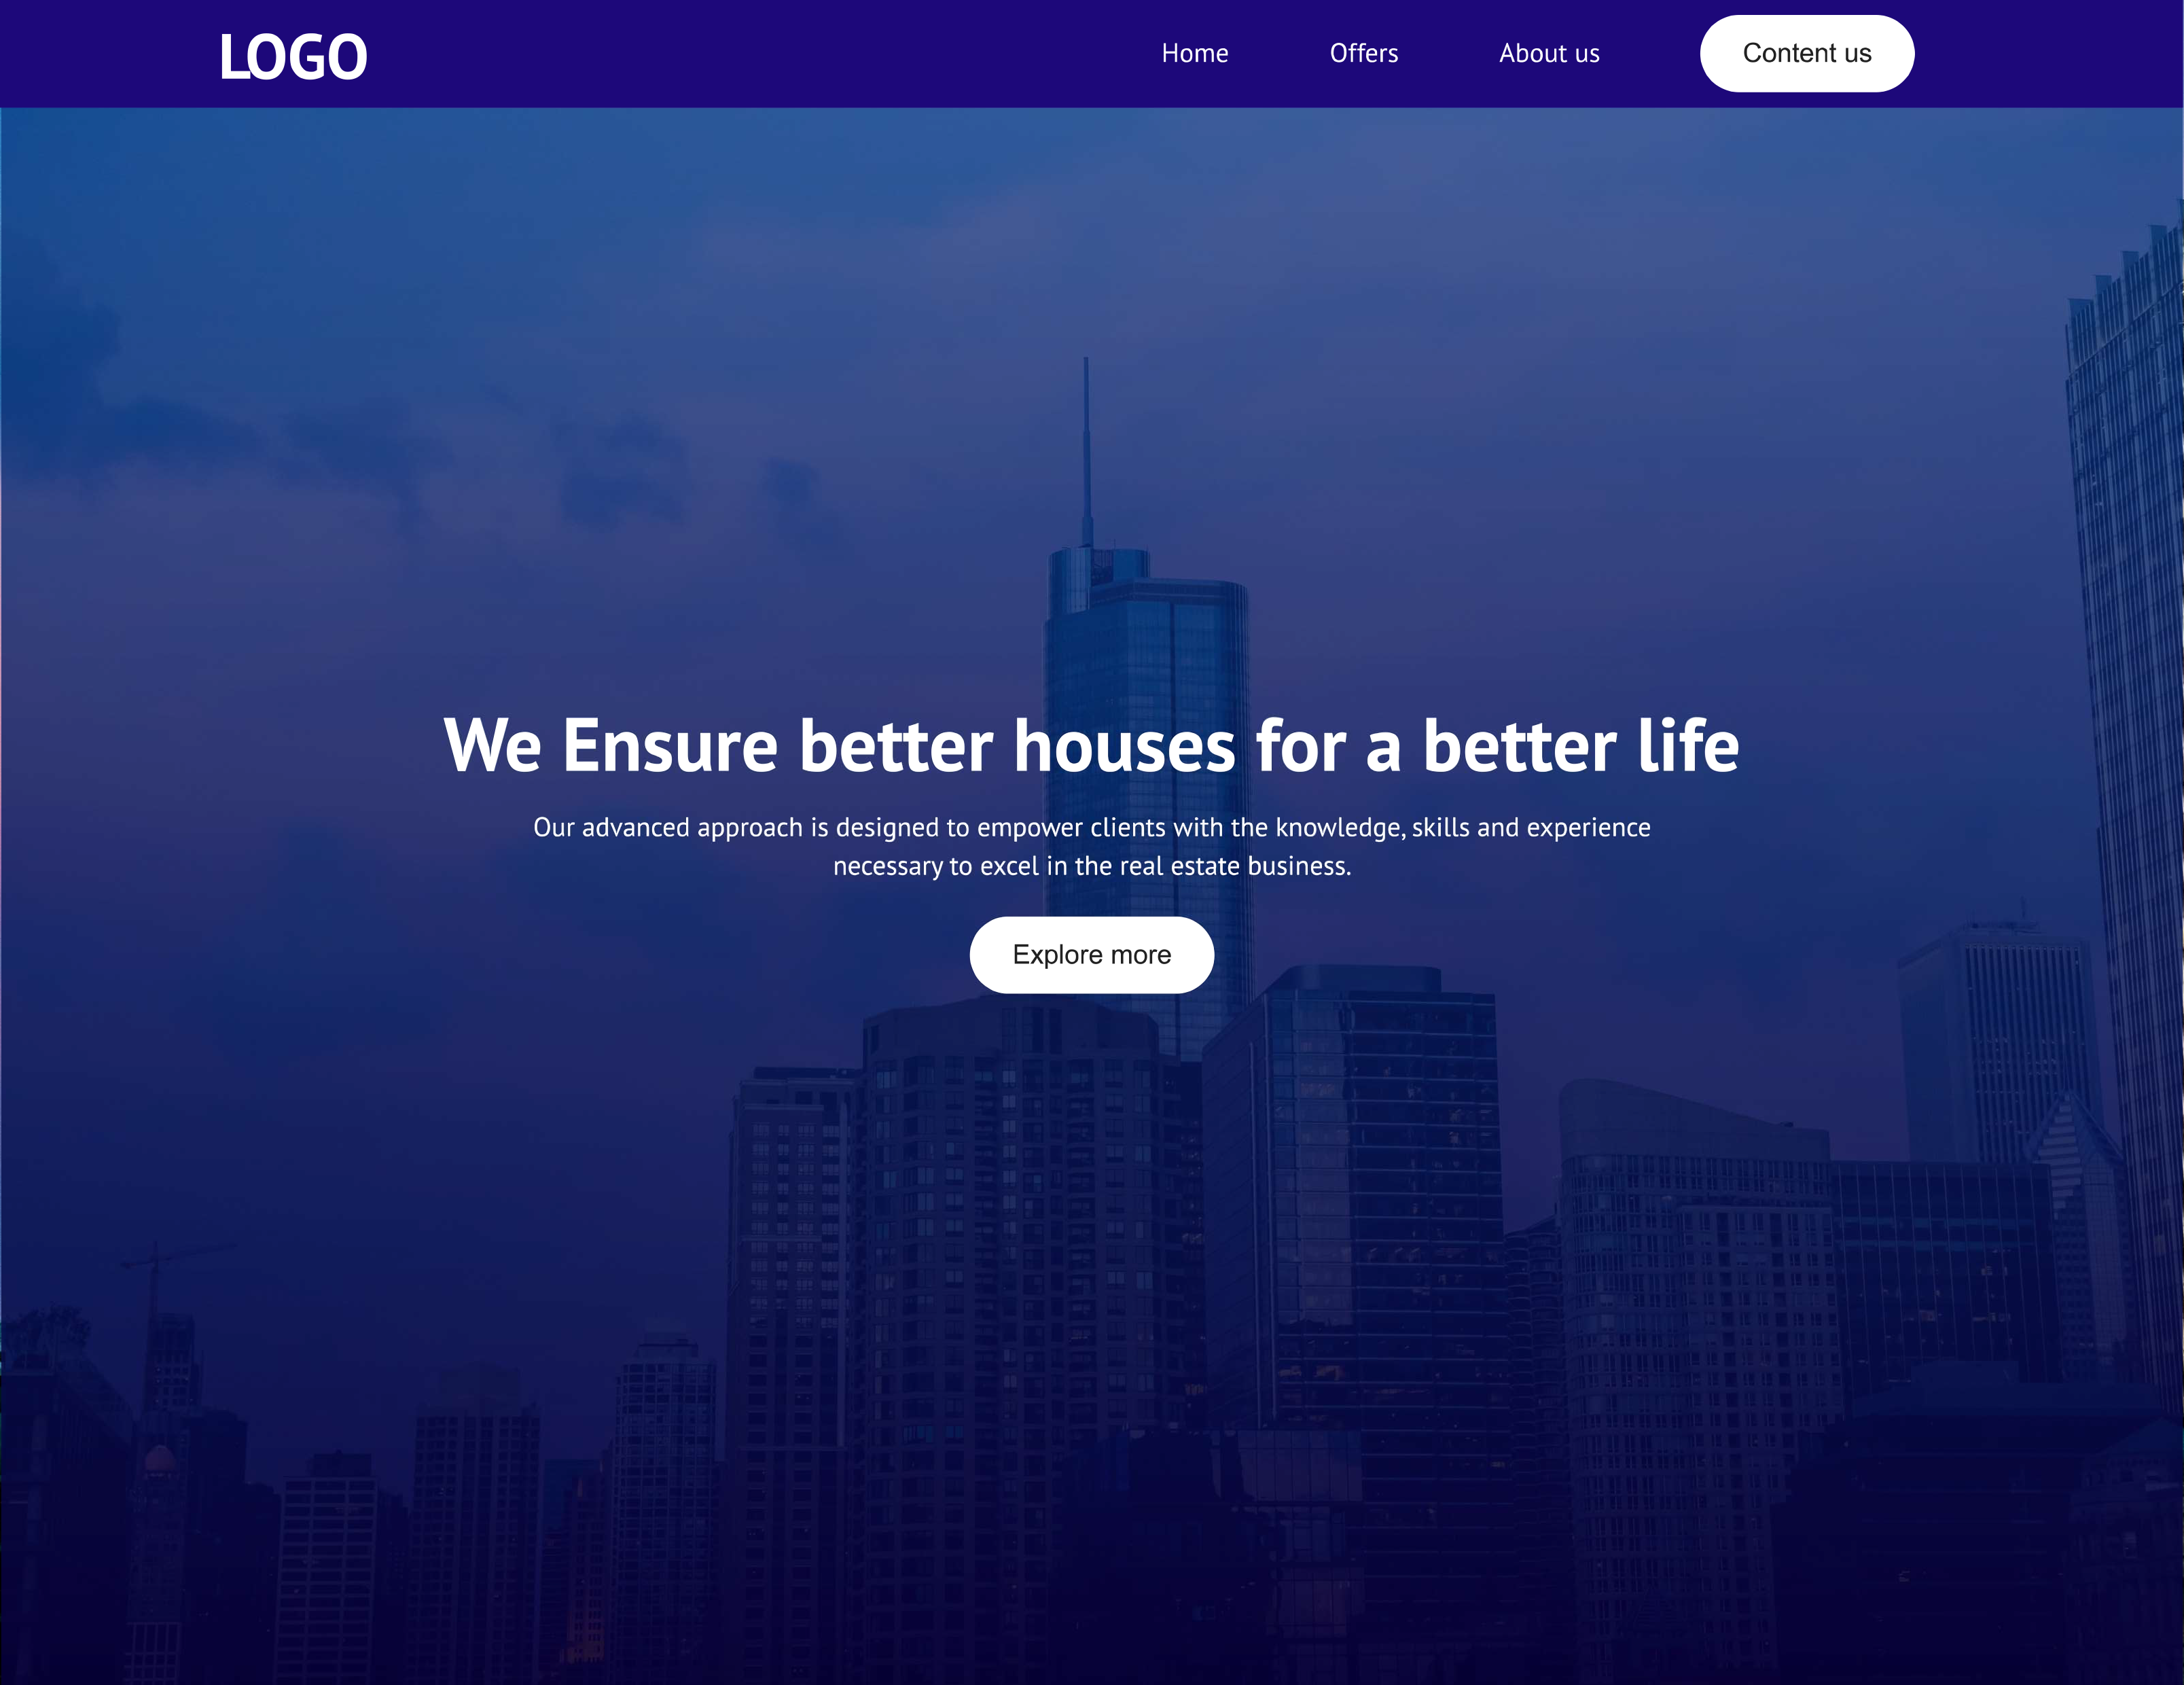 LOGO
Home
Offers
About us
Content us
We Ensure better houses for a better life
Our advanced approach is designed to empower clients with the knowledge, skills and experience
necessary to excel in the real estate business.
Explore more